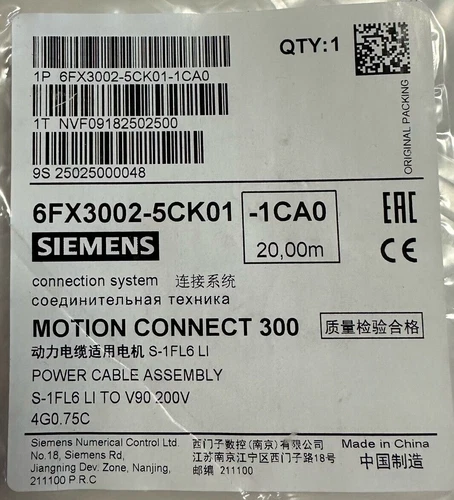 QTY:1
1P 6FX3002-5CK01-1CA0
1T NVF09182502500
ORIGINAL PACKING
9S 25025000048
6FX3002-5CK01 -1CA0
EAC
SIEMENS
20,00m
CE
connection system 连接系统
соединительная техника
MOTION CONNECT 300
质量检验合格
动力电缆适用电机 S-1FL6 LI
POWER CABLE ASSEMBLY
S-1FL6 LI TO V90 200V
4G0.75C
Siemens Numerical Control Ltd.
No.18, Siemens Rd,
Jiangning Dev. Zone, Nanjing,
211100 P.R.C
西门子数控(南京)有限公司
江苏南京江宁区西门子路18号
邮编 211100
Made in China
中国制造